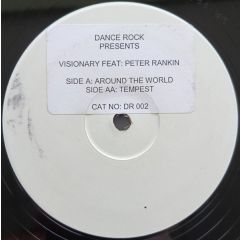 DANCE ROCK
PRESENTS
VISIONARY FEAT: PETER RANKIN
SIDE A: AROUND THE WORLD
SIDE AA: TEMPEST
CAT NO: DR 002